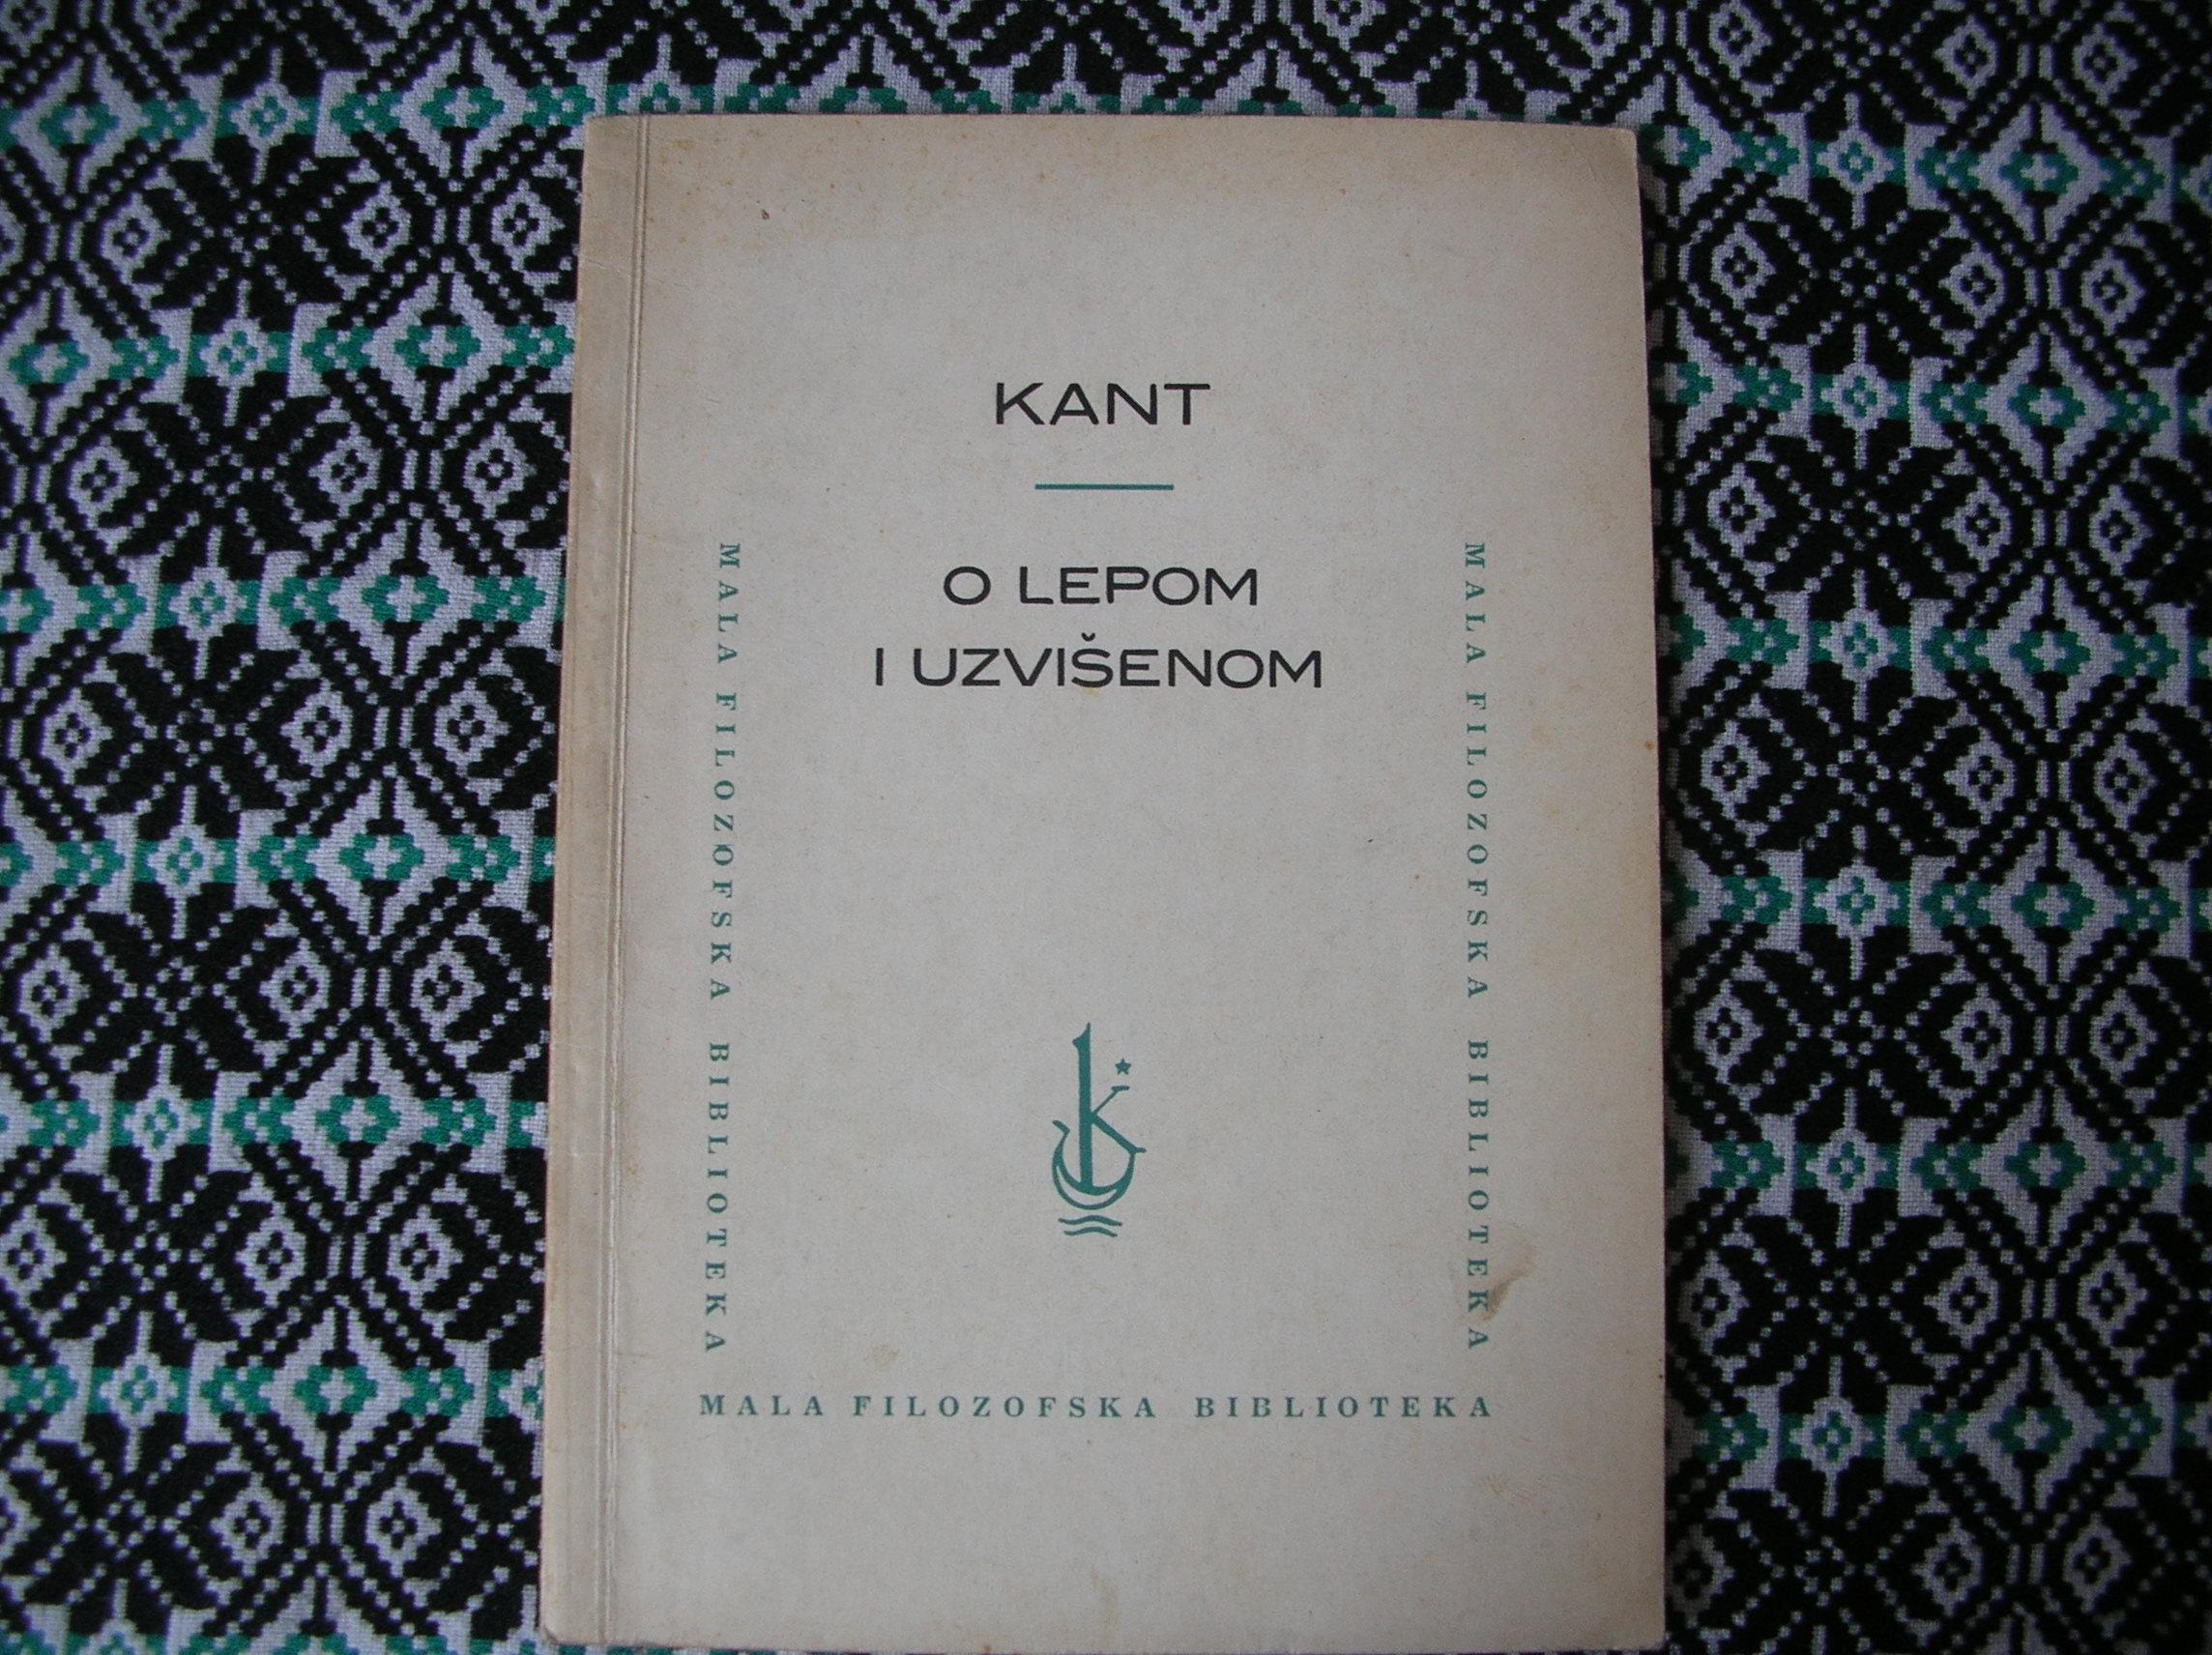 KANT
O LEPOM
I UZVIŠENOM
MALA FILOZOFSKA BIBLIOTEKA
MALA FILOZOFSKA BIBLIOTEKA
k
MALA FILOZOFSKA BIBLIOTEKA